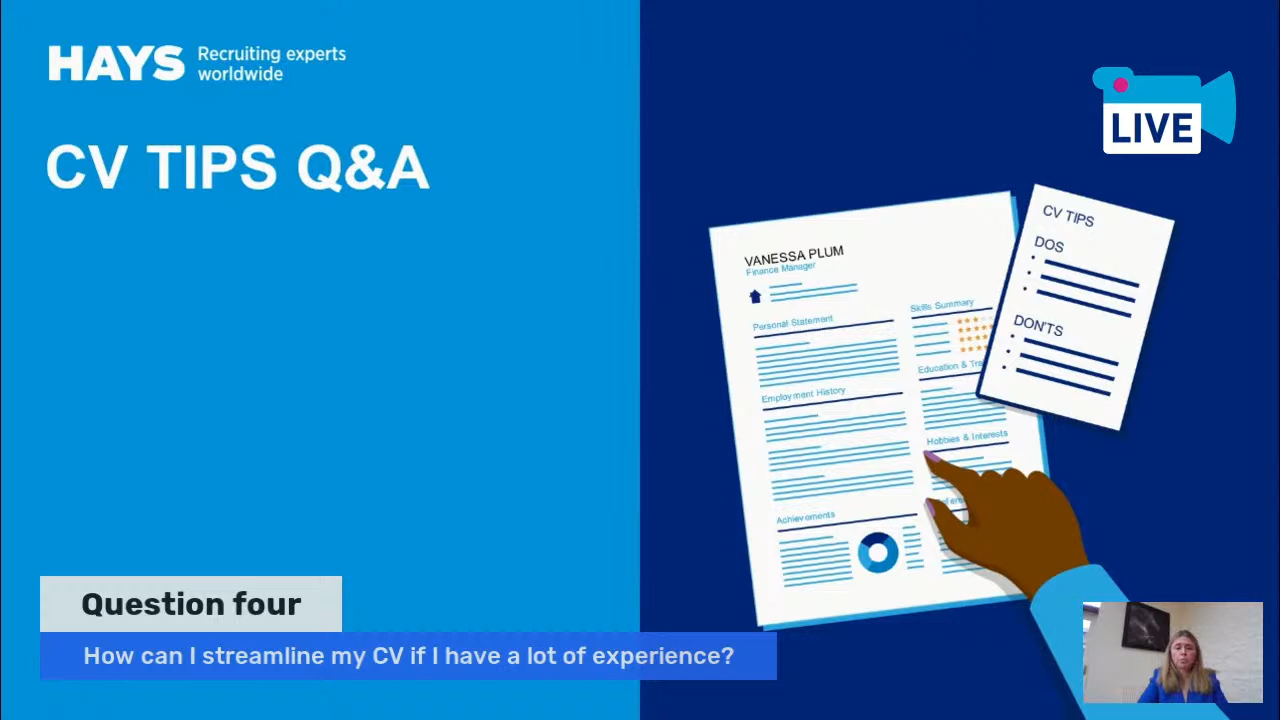 HAYS Recruiting experts
worldwide
CV TIPS Q&A
LIVE
VANESSA PLUM
Finance Manager
Personal Statement
Employment History
Achievements
Skills Summary
Education &
Hobbies & Interests
CV TIPS
DOS
DON'TS
Question four
How can I streamline my CV if I have a lot of experience?